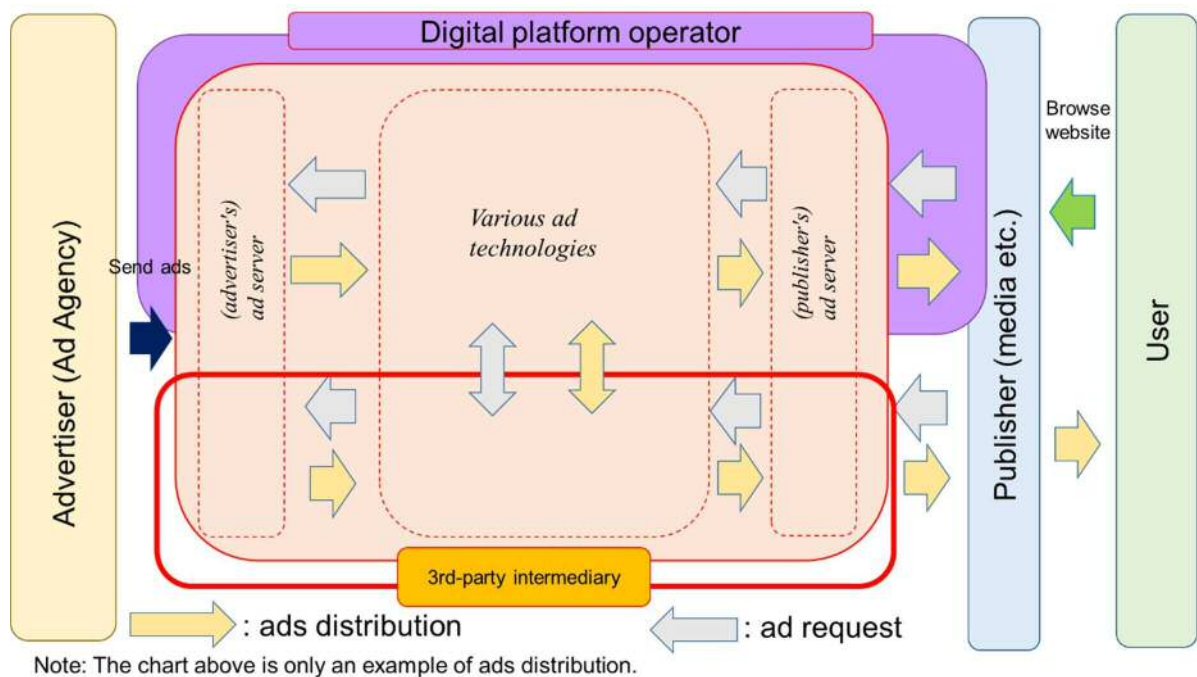 Digital platform operator
Advertiser (Ad Agency)
Send ads
(advertiser's)
ad server
Various ad
technologies
(publisher's)
ad server
Publisher (media etc.)
Browse
website
User
3rd-party intermediary
: ads distribution
: ad request
Note: The chart above is only an example of ads distribution.